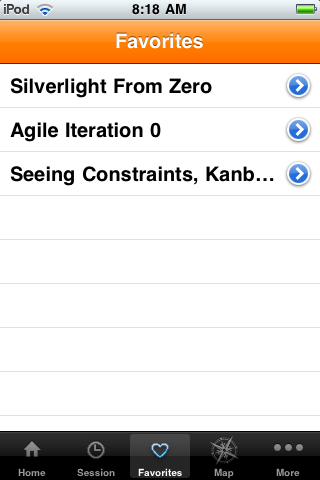 iPod 8:18 AM
Favorites
Silverlight From Zero
Agile Iteration 0
Seeing Constraints, Kanb...
Home Session Favorites Map More